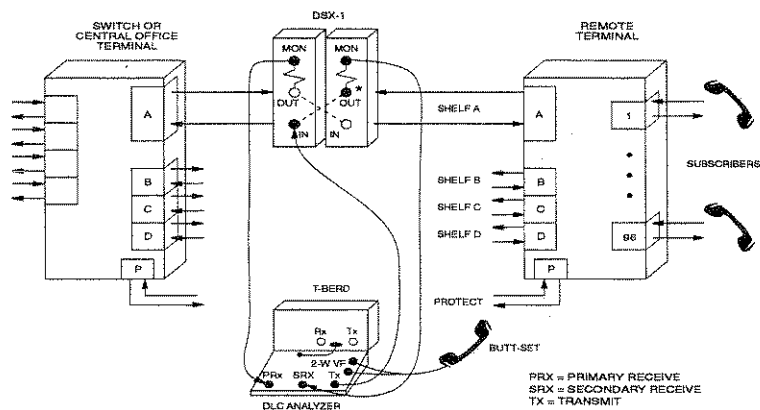 DSX-1
SWITCH OR
CENTRAL OFFICE
TERMINAL
REMOTE
TERMINAL
MON
MON
OUT
OUT *
IN
IN
A
B
C
D
P
SHELF A
SHELF B
SHELF C
SHELF D
PROTECT
A
B
C
D
P
1
96
SUBSCRIBERS
T-BERD
Rx
Tx
2-W VF
PRx
SRX
Tx
DLC ANALYZER
BUTT-SET
PRX = PRIMARY RECEIVE
SRX = SECONDARY RECEIVE
TX = TRANSMIT